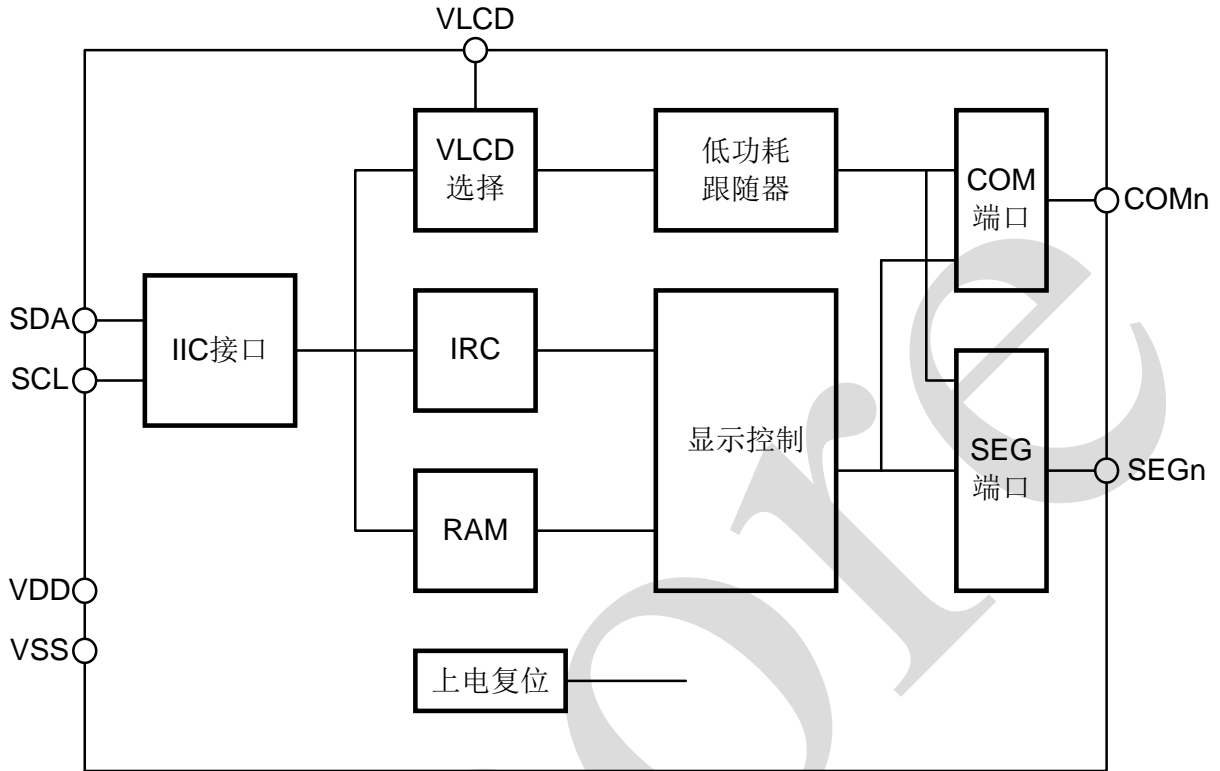 VLCD
VLCD
选择
低功耗
跟随器
COM
端口
COMn
SDA
SCL
IIC接口
IRC
显示控制
SEG
端口
SEGn
RAM
VDD
VSS
上电复位
ore